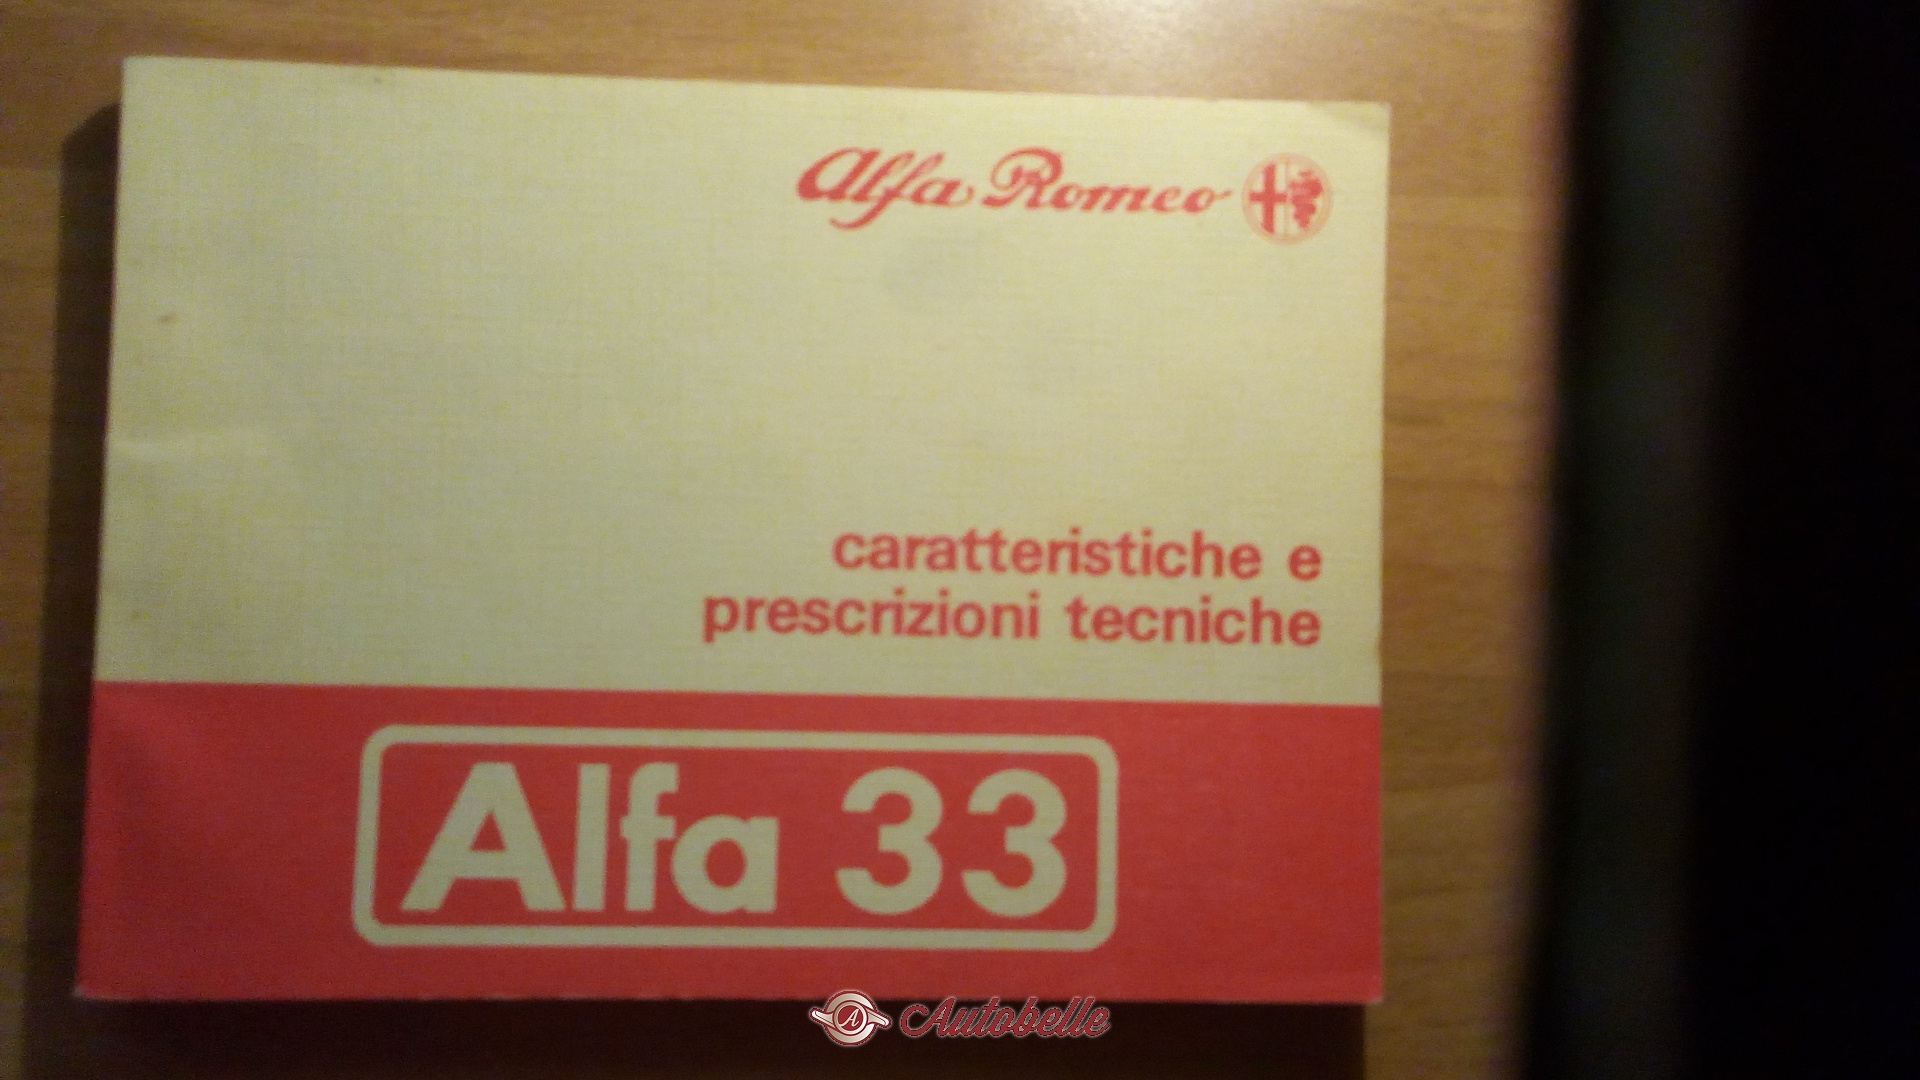 Alfa Romeo
caratteristiche e
prescrizioni tecniche
Alfa 33
A Autobelle